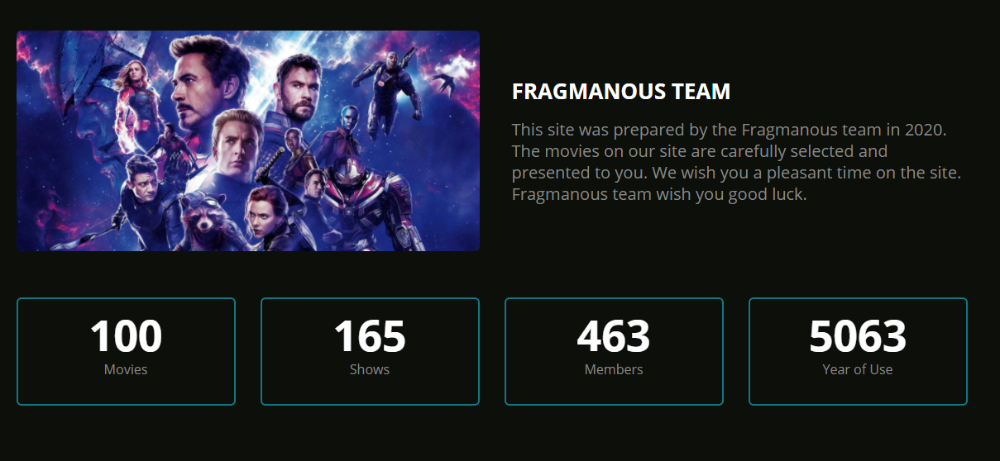 FRAGMANOUS TEAM
This site was prepared by the Fragmanous team in 2020.
The movies on our site are carefully selected and
presented to you. We wish you a pleasant time on the site.
Fragmanous team wish you good luck.
100
Movies
165
Shows
463
Members
5063
Year of Use